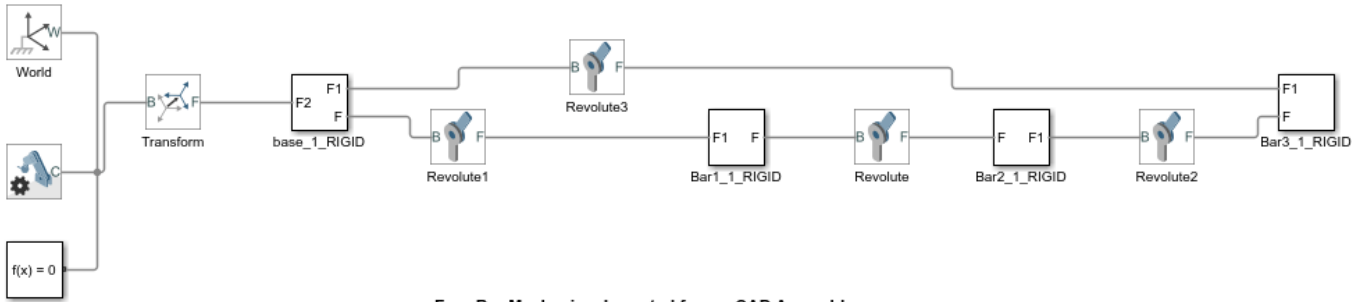 W
World
B F
Transform
C
f(x) = 0
F2 F1
F
base_1_RIGID
B F
Revolute3
B F
Revolute1
F1 F
Bar1_1_RIGID
B F
Revolute
F F1
Bar2_1_RIGID
B F
Revolute2
F1
F
Bar3_1_RIGID